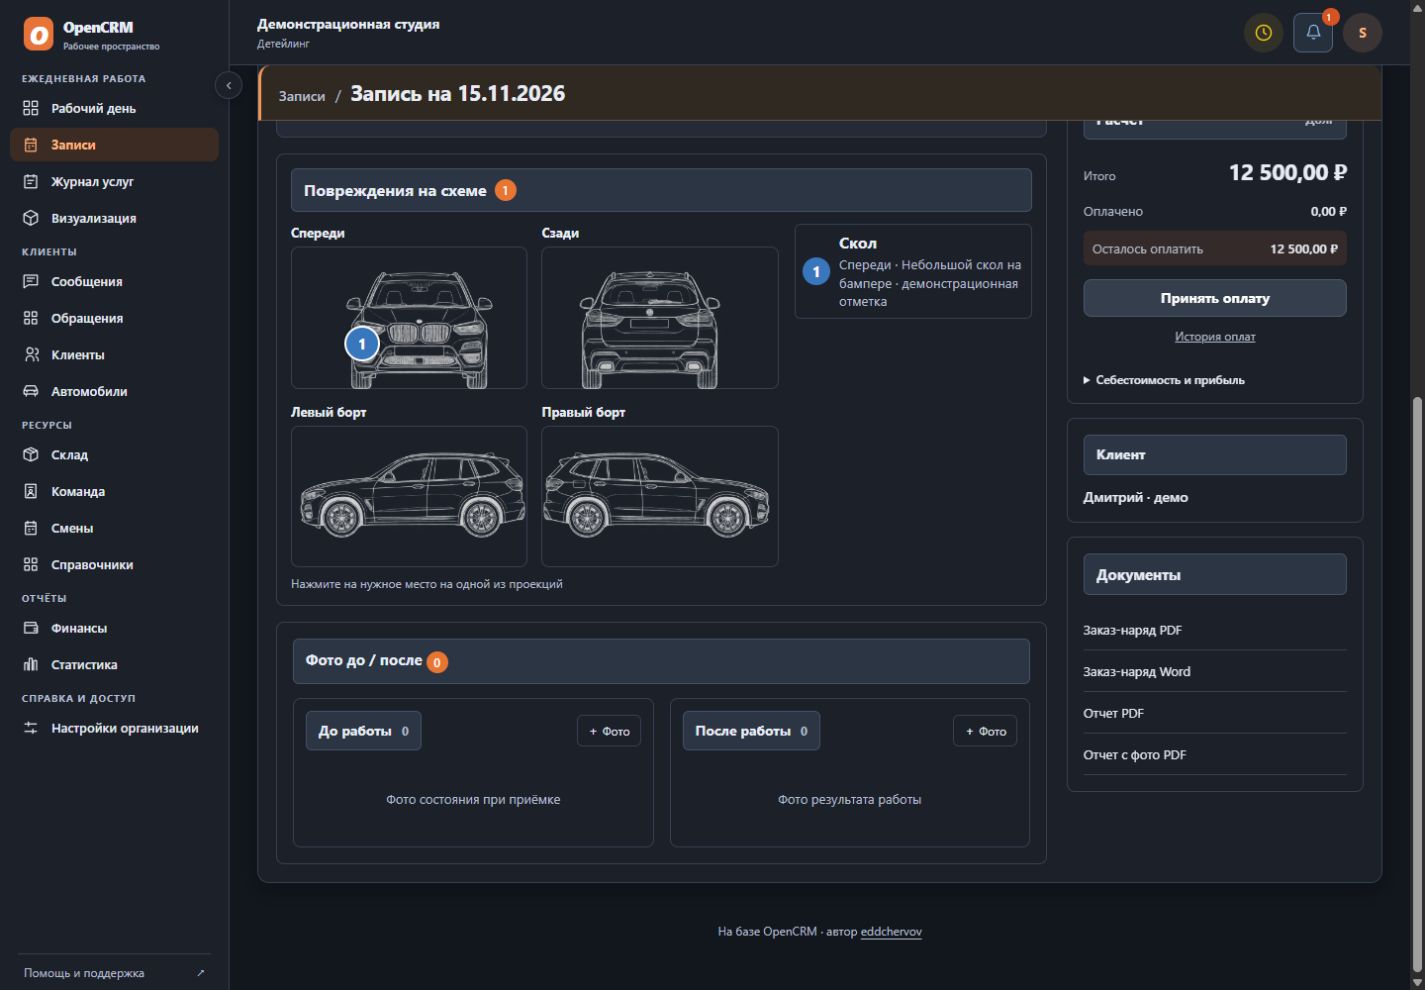 OpenCRM
Рабочее пространство
ЕЖЕДНЕВНАЯ РАБОТА
Рабочий день
Записи
Журнал услуг
Визуализация
КЛИЕНТЫ
Сообщения
Обращения
Клиенты
Автомобили
РЕСУРСЫ
Склад
Команда
Смены
Справочники
ОТЧЁТЫ
Финансы
Статистика
СПРАВКА И ДОСТУП
Настройки организации
Помощь и поддержка ↗
Демонстрационная студия
Детейлинг
1
S
Записи / Запись на 15.11.2026
Повреждения на схеме 1
Спереди
Сзади
1
1
Скол
Спереди · Небольшой скол на
бампере · демонстрационная
отметка
Левый борт
Правый борт
Нажмите на нужное место на одной из проекций
Фото до / после 0
До работы 0
+ Фото
Фото состояния при приёмке
После работы 0
+ Фото
Фото результата работы
Расчет
Долг
Итого 12 500,00 ₽
Оплачено 0,00 ₽
Осталось оплатить 12 500,00 ₽
Принять оплату
История оплат
Себестоимость и прибыль
Клиент
Дмитрий · демо
Документы
Заказ-наряд PDF
Заказ-наряд Word
Отчет PDF
Отчет с фото PDF
На базе OpenCRM · автор eddchervov